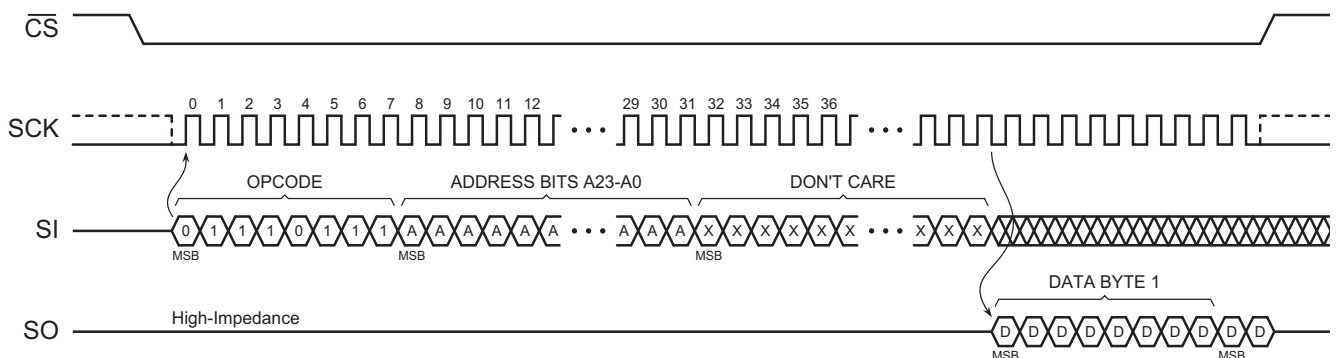 CS
0 1 2 3 4 5 6 7 8 9 10 11 12 29 30 31 32 33 34 35 36
SCK
OPCODE ADDRESS BITS A23-A0 DON'T CARE
SI 0 1 1 1 0 1 1 1 A A A A A A A A A X X X X X X X X X
MSB MSB MSB
DATA BYTE 1
High-Impedance
SO D D D D D D D D D D
MSB MSB